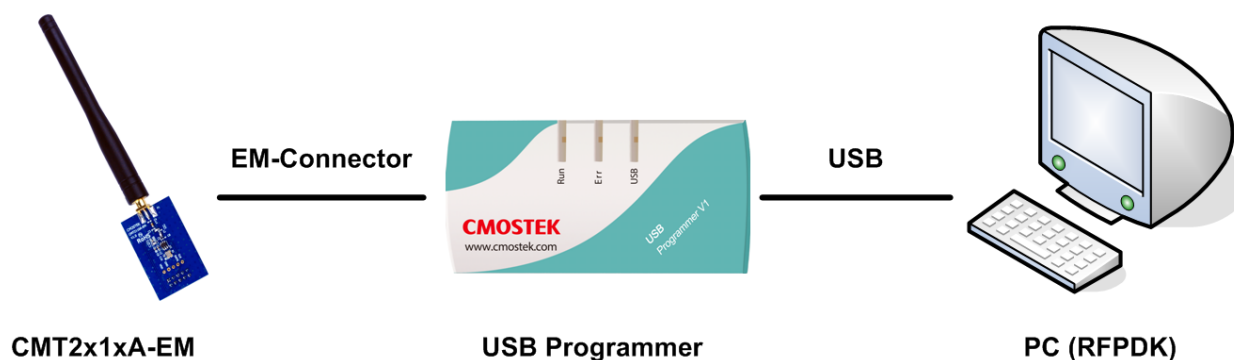 EM-Connector
USB
Run
Err
USB
CMOSTEK
www.cmostek.com
USB
Programmer V1
CMT2x1xA-EM
USB Programmer
PC (RFPDK)